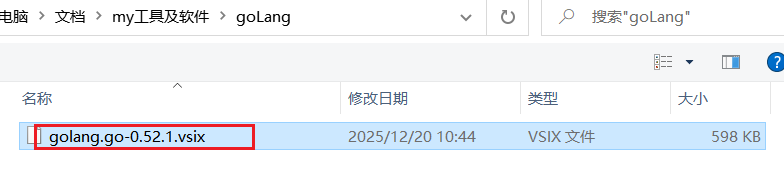 电脑 > 文档 > my工具及软件 > goLang 搜索"goLang"
?
名称 修改日期 类型 大小
golang.go-0.52.1.vsix 2025/12/20 10:44 VSIX 文件 598 KB